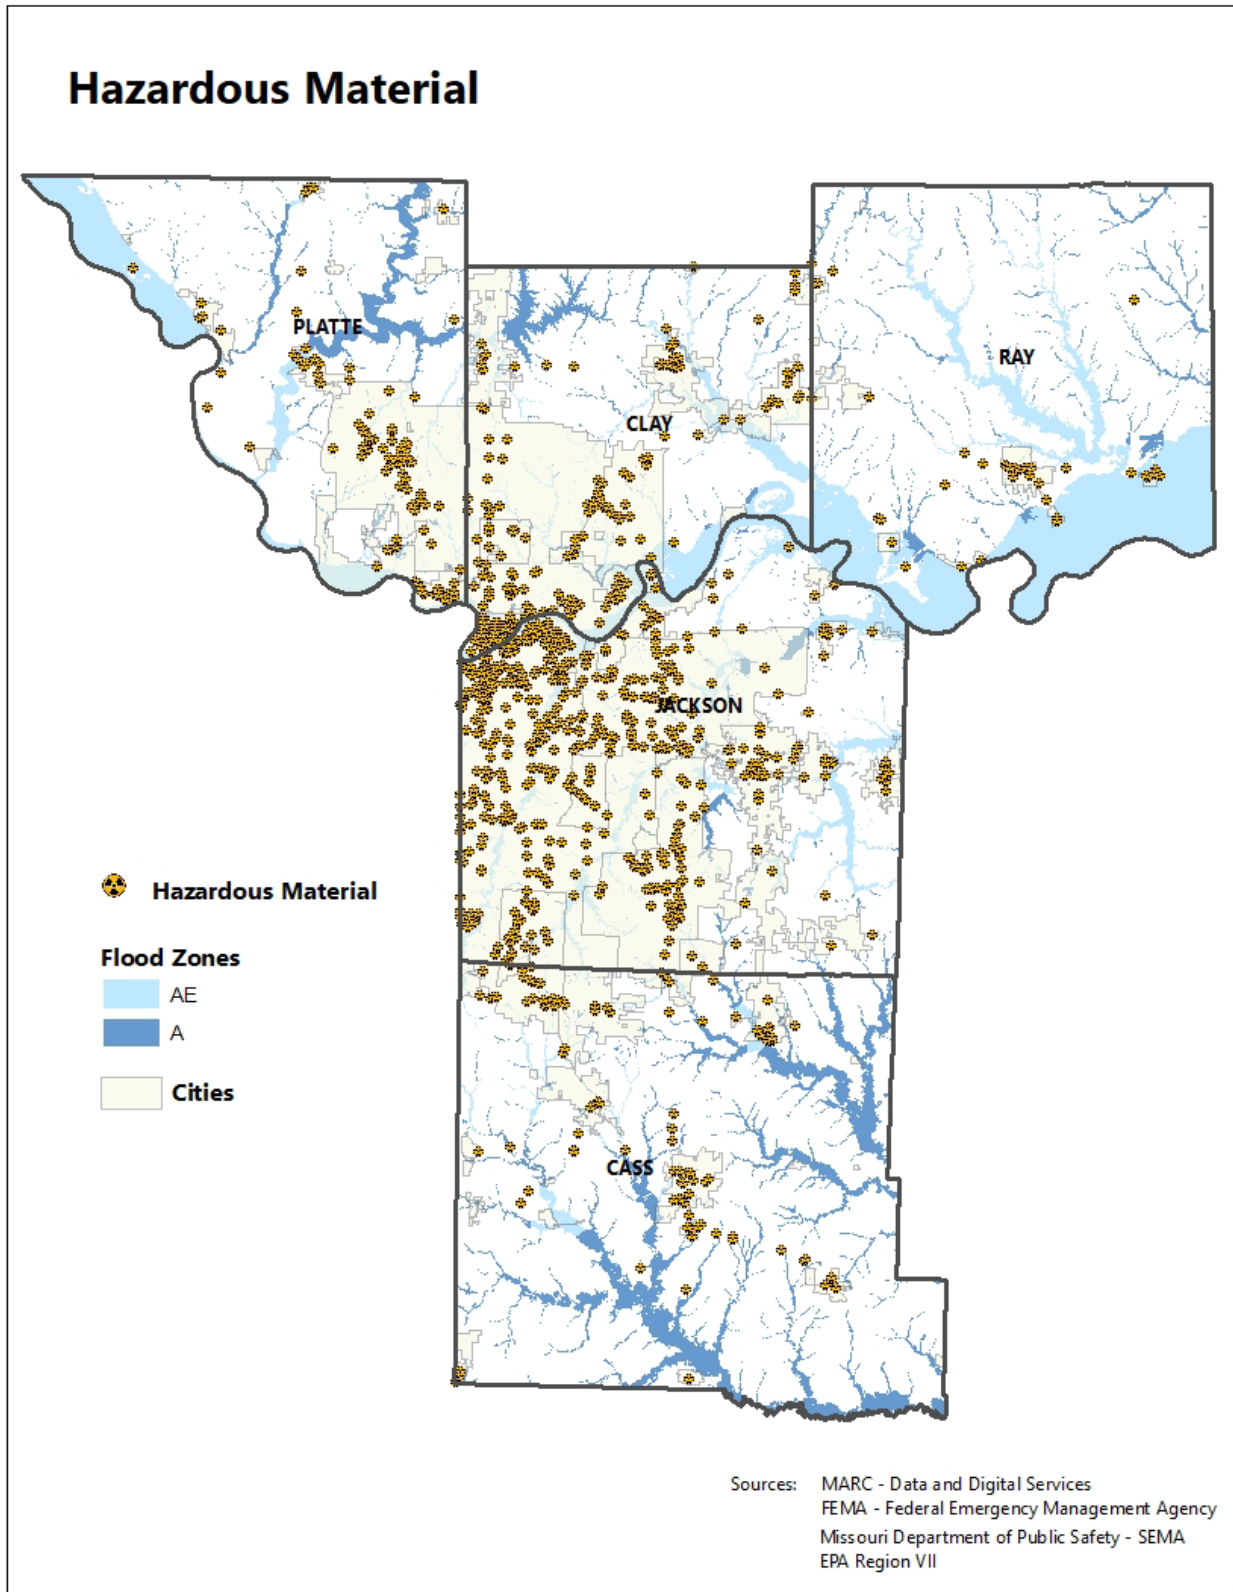 Hazardous Material
PLATTE
RAY
CLAY
JACKSON
Hazardous Material
Flood Zones
AE
A
Cities
CASS
Sources: MARC - Data and Digital Services
FEMA - Federal Emergency Management Agency
Missouri Department of Public Safety - SEMA
EPA Region VII